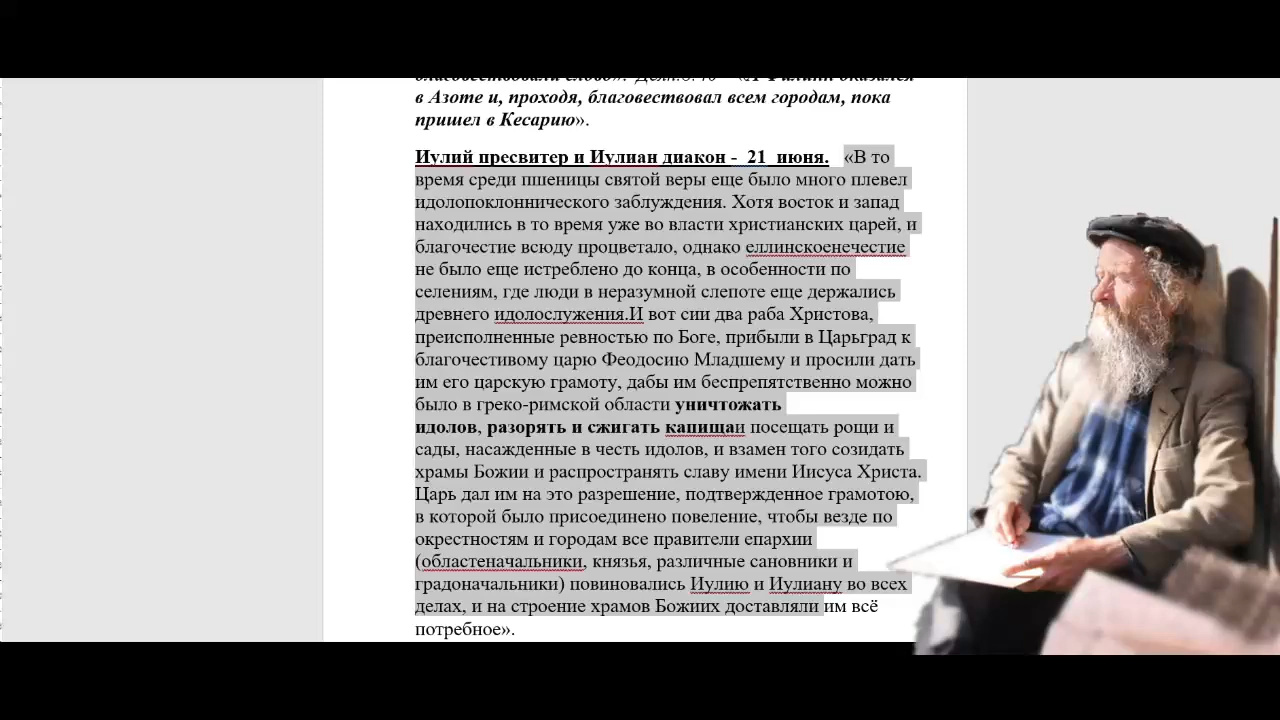 благовествовали слово». Деян.8:40 – «А Филипп оказался
в Азоте и, проходя, благовествовал всем городам, пока
пришел в Кесарию».
Иулий пресвитер и Иулиан диакон - 21 июня. «В то
время среди пшеницы святой веры еще было много плевел
идолопоклоннического заблуждения. Хотя восток и запад
находились в то время уже во власти христианских царей, и
благочестие всюду процветало, однако еллинскоенечестие
не было еще истреблено до конца, в особенности по
селениям, где люди в неразумной слепоте еще держались
древнего идолослужения.И вот сии два раба Христова,
преисполненные ревностью по Боге, прибыли в Царьград к
благочестивому царю Феодосию Младшему и просили дать
им его царскую грамоту, дабы им беспрепятственно можно
было в греко-римской области уничтожать
идолов, разорять и сжигать капищаи посещать рощи и
сады, насажденные в честь идолов, и взамен того созидать
храмы Божии и распространять славу имени Иисуса Христа.
Царь дал им на это разрешение, подтвержденное грамотою,
в которой было присоединено повеление, чтобы везде по
окрестностям и городам все правители епархии
(областеначальники, князья, различные сановники и
градоначальники) повиновались Иулию и Иулиану во всех
делах, и на строение храмов Божиих доставляли им всё
потребное».